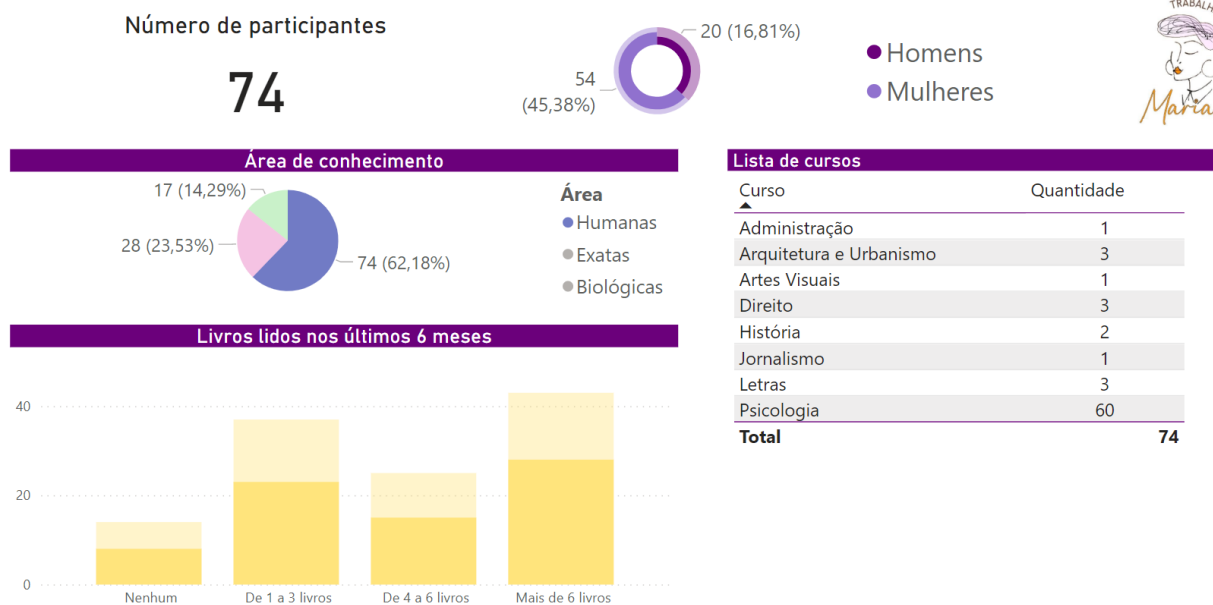 Número de participantes
74
20 (16,81%)
54
(45,38%)
Homens
Mulheres
Área de conhecimento
17 (14,29%)
28 (23,53%)
74 (62,18%)
Área
Humanas
Exatas
Biológicas
Livros lidos nos últimos 6 meses
40
20
0
Nenhum
De 1 a 3 livros
De 4 a 6 livros
Mais de 6 livros
Lista de cursos
Curso Quantidade
Administração 1
Arquitetura e Urbanismo 3
Artes Visuais 1
Direito 3
História 2
Jornalismo 1
Letras 3
Psicologia 60
Total 74